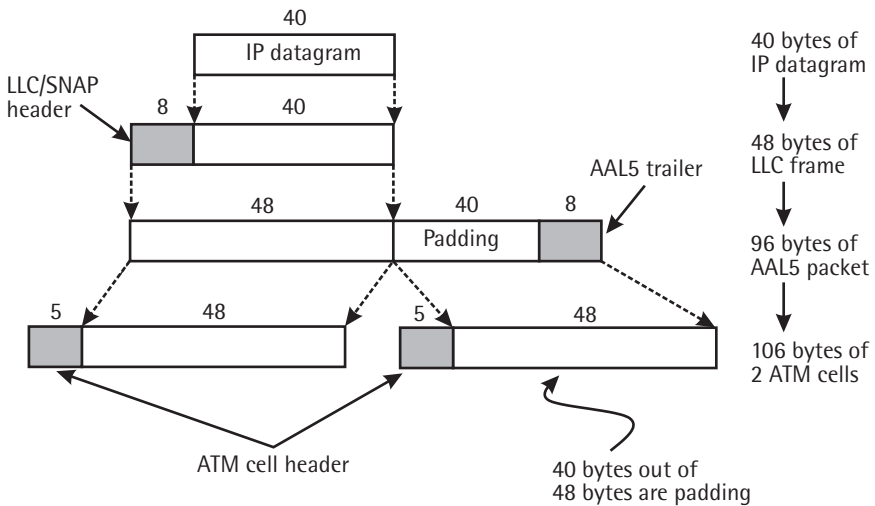 40
IP datagram
40 bytes of
IP datagram
LLC/SNAP
header
8
40
48 bytes of
LLC frame
AAL5 trailer
48
40
8
Padding
96 bytes of
AAL5 packet
5
48
5
48
106 bytes of
2 ATM cells
ATM cell header
40 bytes out of
48 bytes are padding